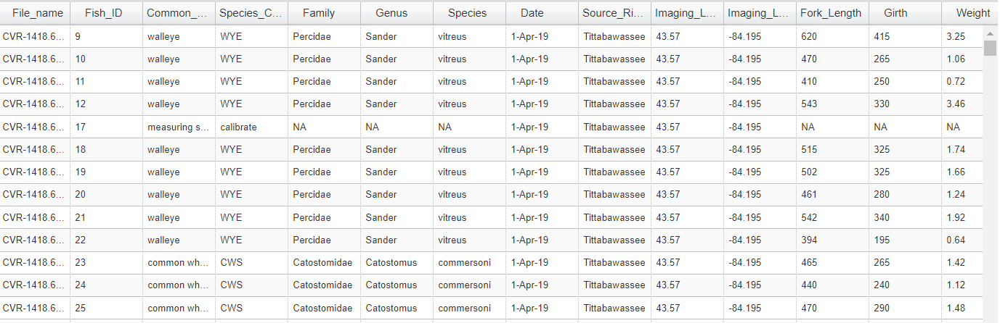 File_name Fish_ID Common_... Species_C... Family Genus Species Date Source_Ri... Imaging_L... Imaging_L... Fork_Length Girth Weight
CVR-1418.6... 9 walleye WYE Percidae Sander vitreus 1-Apr-19 Tittabawassee 43.57 -84.195 620 415 3.25
CVR-1418.6... 10 walleye WYE Percidae Sander vitreus 1-Apr-19 Tittabawassee 43.57 -84.195 470 265 1.06
CVR-1418.6... 11 walleye WYE Percidae Sander vitreus 1-Apr-19 Tittabawassee 43.57 -84.195 410 250 0.72
CVR-1418.6... 12 walleye WYE Percidae Sander vitreus 1-Apr-19 Tittabawassee 43.57 -84.195 543 330 3.46
CVR-1418.6... 17 measuring s... calibrate NA NA NA 1-Apr-19 Tittabawassee 43.57 -84.195 NA NA NA
CVR-1418.6... 18 walleye WYE Percidae Sander vitreus 1-Apr-19 Tittabawassee 43.57 -84.195 515 325 1.74
CVR-1418.6... 19 walleye WYE Percidae Sander vitreus 1-Apr-19 Tittabawassee 43.57 -84.195 502 325 1.66
CVR-1418.6... 20 walleye WYE Percidae Sander vitreus 1-Apr-19 Tittabawassee 43.57 -84.195 461 280 1.24
CVR-1418.6... 21 walleye WYE Percidae Sander vitreus 1-Apr-19 Tittabawassee 43.57 -84.195 542 340 1.92
CVR-1418.6... 22 walleye WYE Percidae Sander vitreus 1-Apr-19 Tittabawassee 43.57 -84.195 394 195 0.64
CVR-1418.6... 23 common wh... CWS Catostomidae Catostomus commersoni 1-Apr-19 Tittabawassee 43.57 -84.195 465 265 1.42
CVR-1418.6... 24 common wh... CWS Catostomidae Catostomus commersoni 1-Apr-19 Tittabawassee 43.57 -84.195 440 240 1.12
CVR-1418.6... 25 common wh... CWS Catostomidae Catostomus commersoni 1-Apr-19 Tittabawassee 43.57 -84.195 470 290 1.48